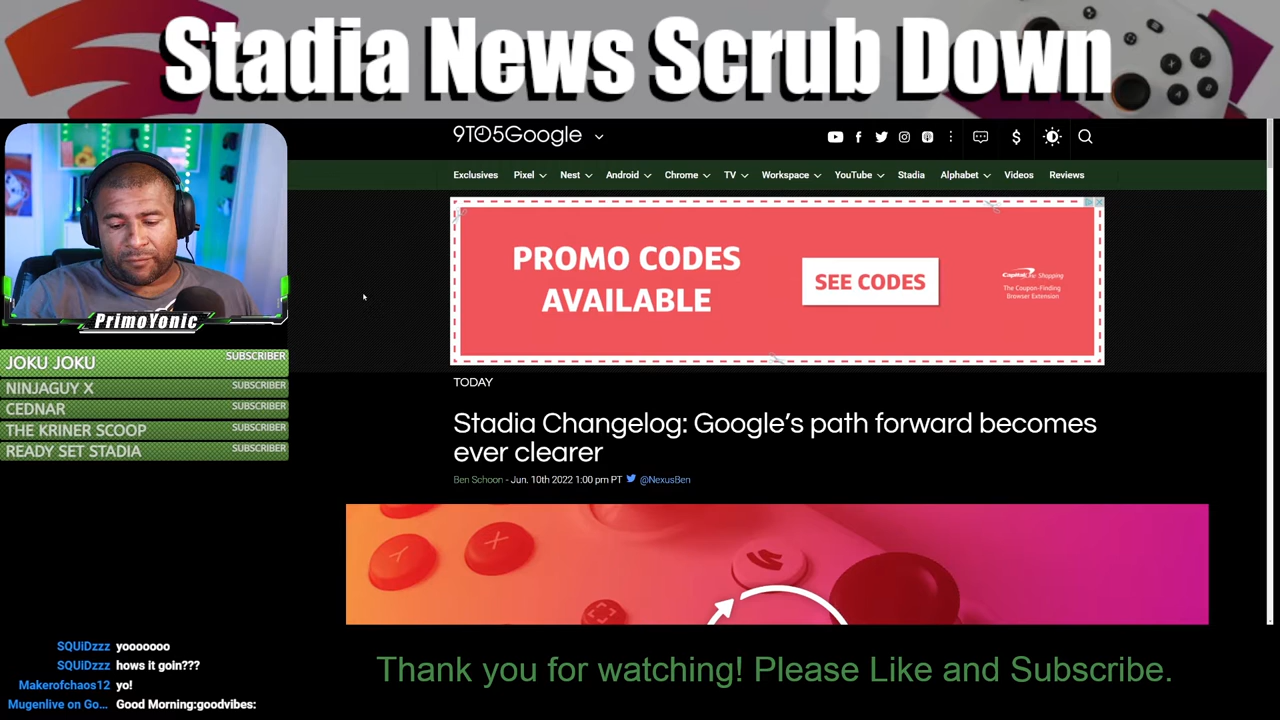 Stadia News Scrub Down
9TO5Google
Exclusives Pixel Nest Android Chrome TV Workspace YouTube Stadia Alphabet Videos Reviews
PROMO CODES
AVAILABLE
SEE CODES
Capital One Shopping
The Coupon-Finding
Browser Extension
PrimoYonic
JOKU JOKU SUBSCRIBER
NINJAGUY X SUBSCRIBER
CEDNAR SUBSCRIBER
THE KRINER SCOOP SUBSCRIBER
READY SET STADIA SUBSCRIBER
TODAY
Stadia Changelog: Google's path forward becomes
ever clearer
Ben Schoon - Jun. 10th 2022 1:00 pm PT @NexusBen
Y X
SQUiDzzz yooooooo
SQUiDzzz hows it goin???
Makerofchaos12 yo!
Mugenlive on Go... Good Morning:goodvibes:
Thank you for watching! Please Like and Subscribe.